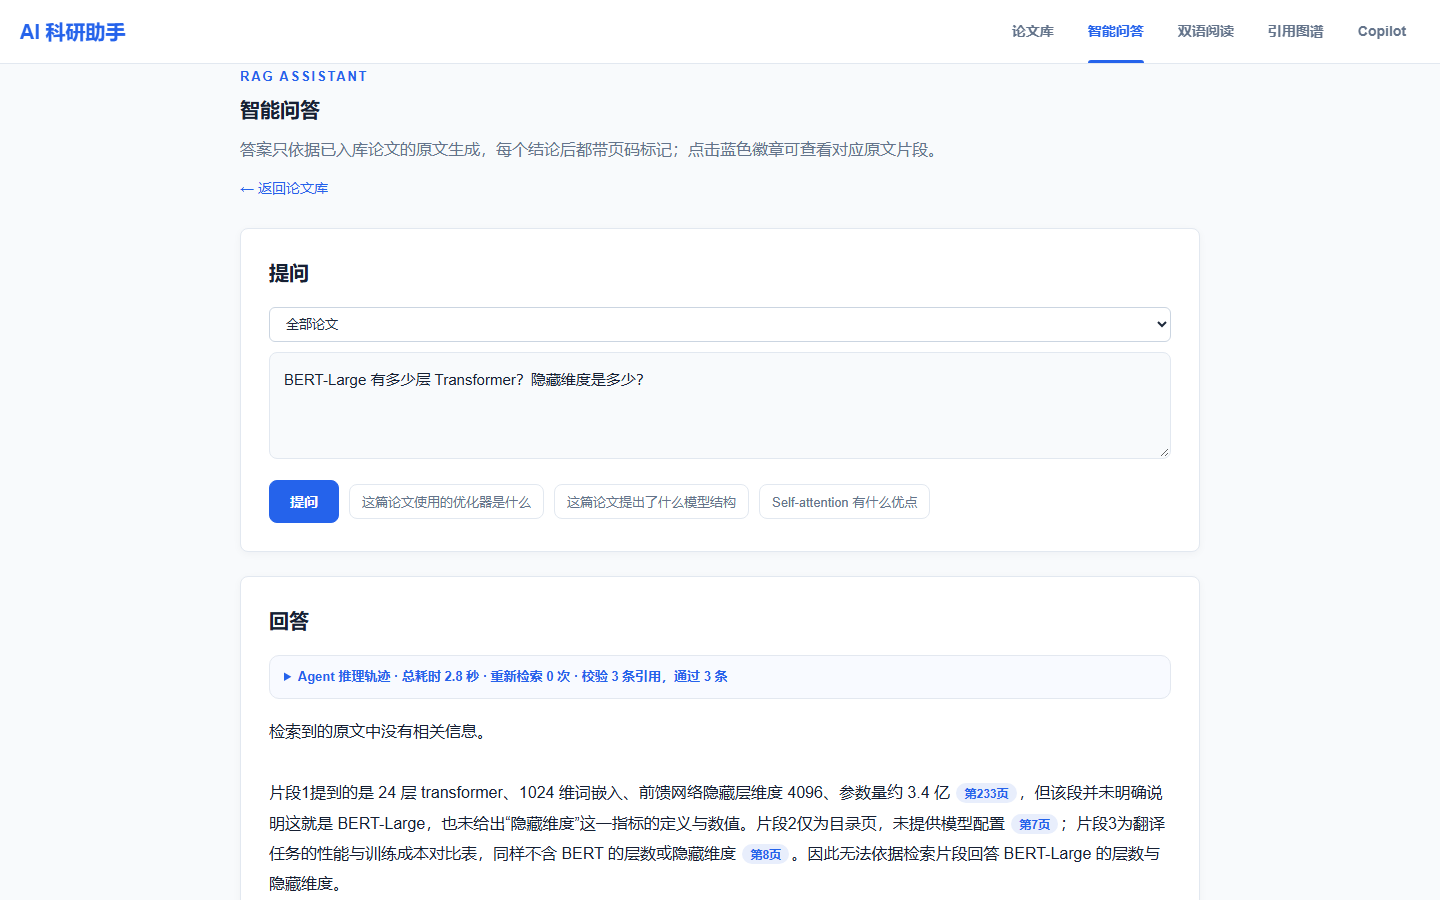 AI 科研助手
论文库 智能问答 双语阅读 引用图谱 Copilot
RAG ASSISTANT
智能问答
答案只依据已入库论文的原文生成，每个结论后都带页码标记；点击蓝色徽章可查看对应原文片段。
← 返回论文库
提问
全部论文
BERT-Large 有多少层 Transformer？隐藏维度是多少？
提问 这篇论文使用的优化器是什么 这篇论文提出了什么模型结构 Self-attention 有什么优点
回答
▶ Agent 推理轨迹 · 总耗时 2.8 秒 · 重新检索 0 次 · 校验 3 条引用，通过 3 条
检索到的原文中没有相关信息。
片段1提到的是 24 层 transformer、1024 维词嵌入、前馈网络隐藏层维度 4096、参数量约 3.4 亿 第233页 ，但该段并未明确说
明这就是 BERT-Large，也未给出“隐藏维度”这一指标的定义与数值。片段2仅为目录页，未提供模型配置 第7页 ；片段3为翻译
任务的性能与训练成本对比表，同样不含 BERT 的层数或隐藏维度 第8页 。因此无法依据检索片段回答 BERT-Large 的层数与
隐藏维度。